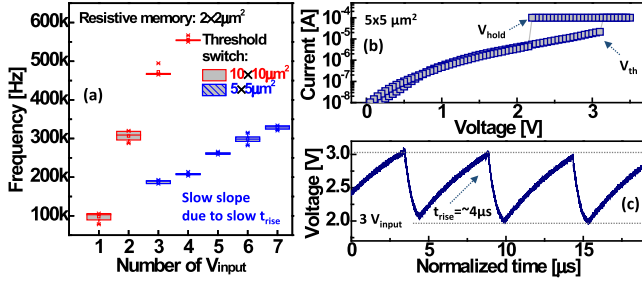 Resistive memory: 2×2μm²
600k
500k
400k
300k
200k
100k
Frequency [Hz]
(a)
Threshold
switch:
10×10μm²
5×5μm²
Slow slope
due to slow t_rise
1 2 3 4 5 6 7
Number of V_input
Current [A]
10⁻⁴
10⁻⁵
10⁻⁶
10⁻⁷
10⁻⁸
5x5 μm²
(b)
V_hold
V_th
0 1 2 3
Voltage [V]
Voltage [V]
3.0
2.5
2.0
3 V_input
t_rise=~4μs
(c)
0 5 10 15
Normalized time [μs]